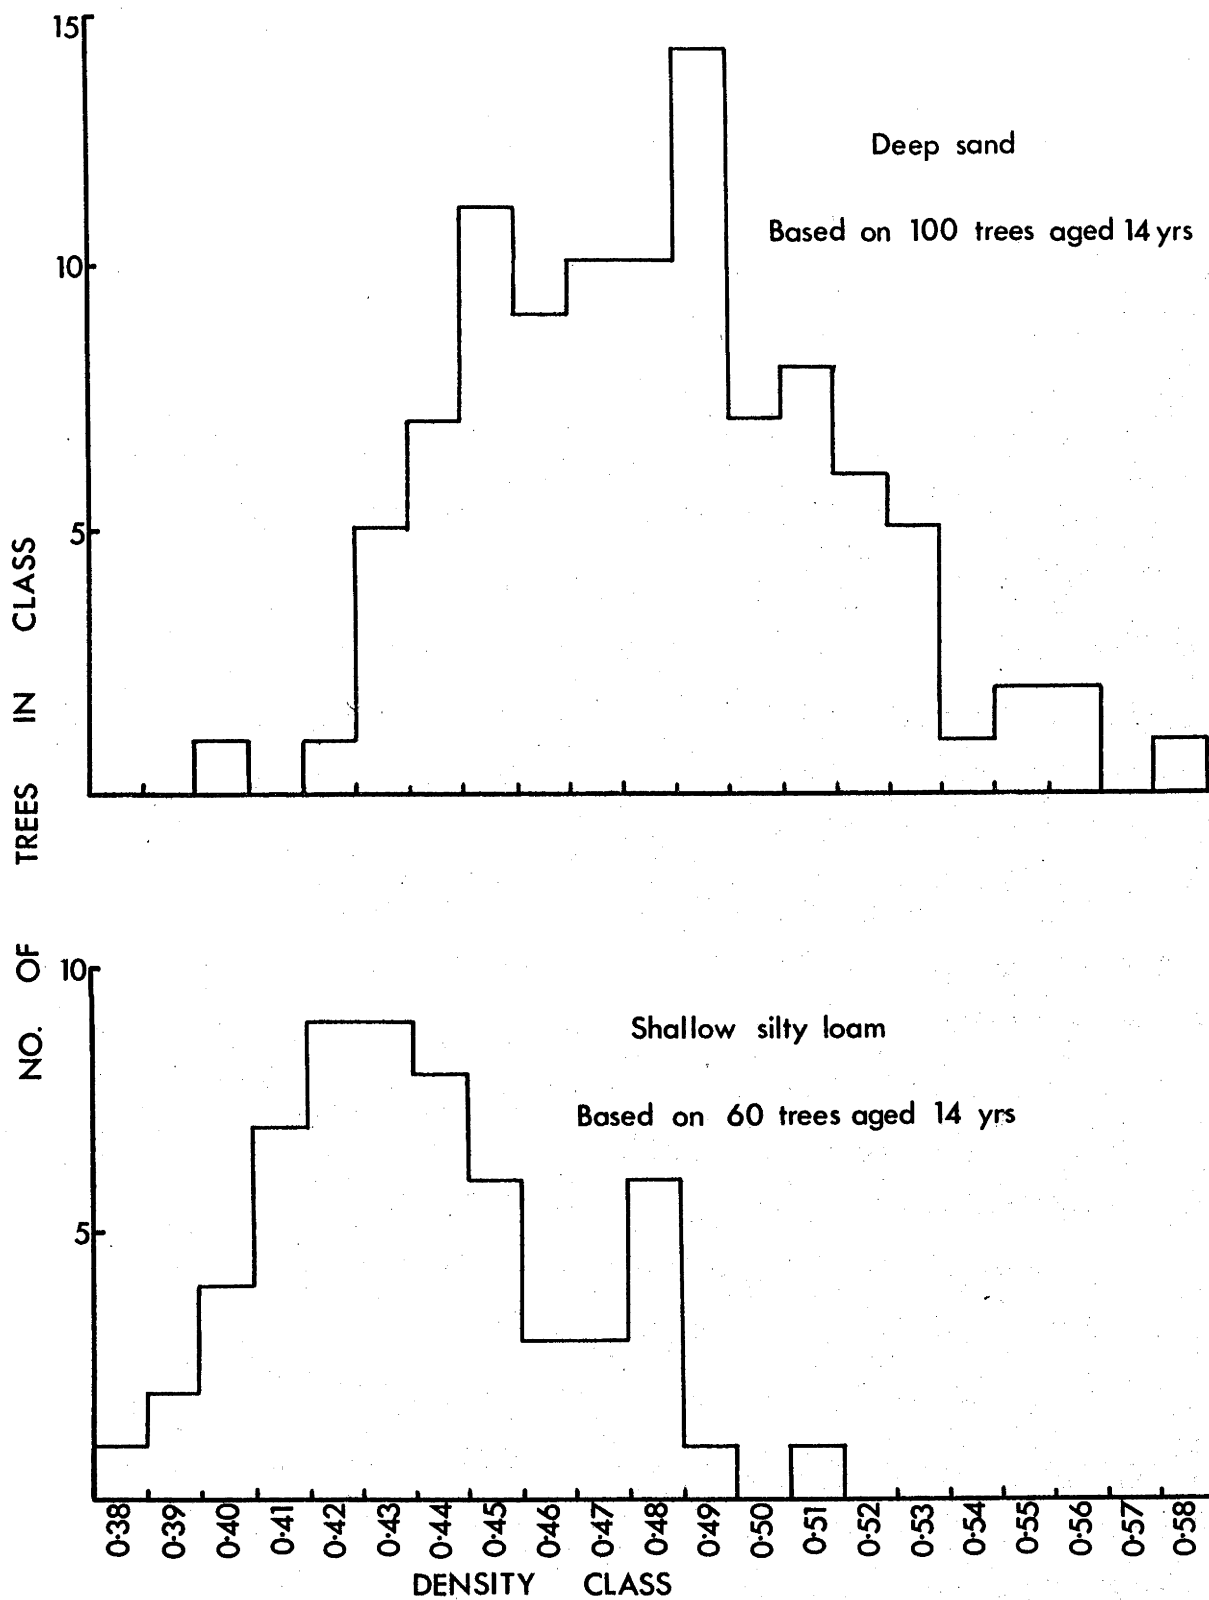 15
Deep sand
Based on 100 trees aged 14 yrs
10
5
NO. OF TREES IN CLASS
10
Shallow silty loam
Based on 60 trees aged 14 yrs
5
0·38 0·39 0·40 0·41 0·42 0·43 0·44 0·45 0·46 0·47 0·48 0·49 0·50 0·51 0·52 0·53 0·54 0·55 0·56 0·57 0·58
DENSITY CLASS